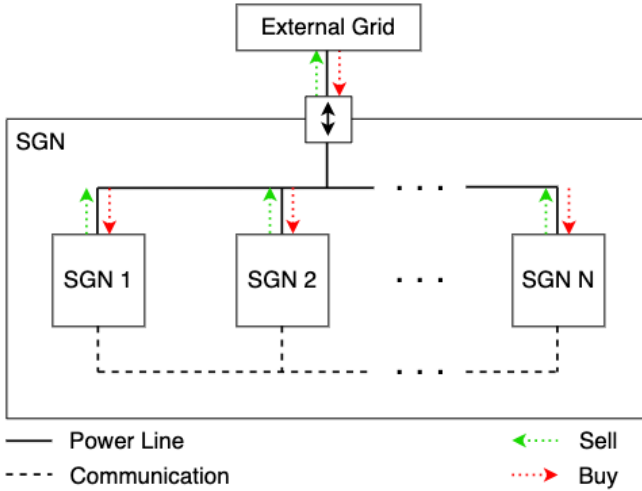 External Grid
SGN
SGN 1
SGN 2
. . .
SGN N
. . .
. . .
Power Line
Sell
Communication
Buy